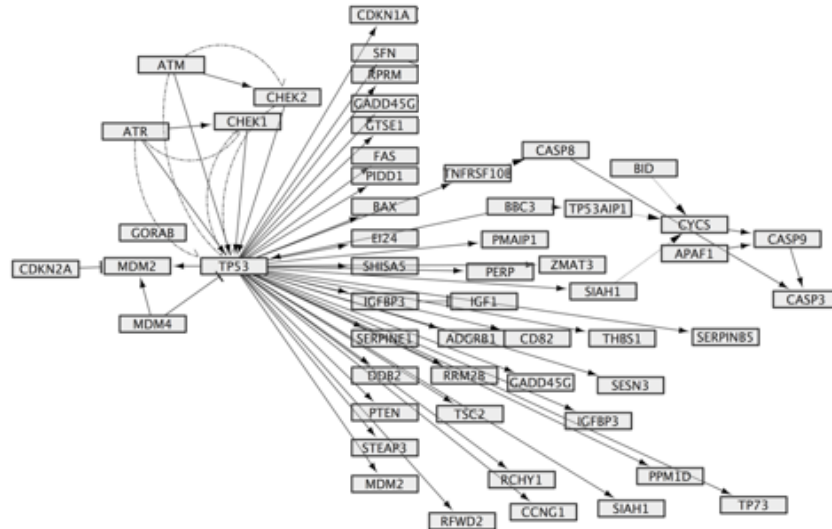 CDKN1A
SFN
RPRM
ATM
CHEK2
GADD45G
GTSE1
ATR
CHEK1
FAS
CASP8
PIDD1
TNFRSF10B
BID
BAX
BBC3
TP53AIP1
CYCS
GORAB
EI24
PMAIP1
CASP9
APAF1
CDKN2A
MDM2
TP53
SHISA5
PERP
ZMAT3
SIAH1
CASP3
IGFBP3
IGF1
MDM4
SERPINE1
ADGRB1
CD82
THBS1
SERPINB5
DDB2
RRM2B
GADD45G
SESN3
PTEN
TSC2
IGFBP3
STEAP3
RCHY1
PPM1D
MDM2
CCNG1
SIAH1
TP73
RFWD2